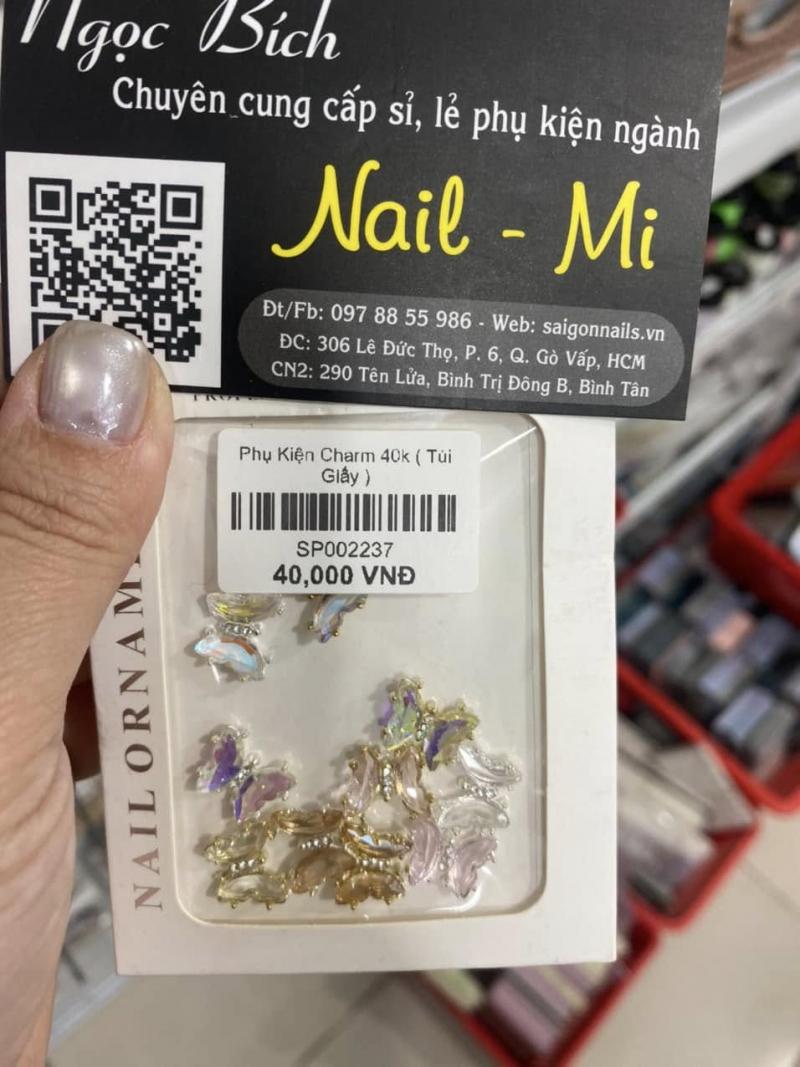 Ngọc Bích
Chuyên cung cấp sỉ, lẻ phụ kiện ngành
Nail - Mi
Đt/Fb: 097 88 55 986 - Web: saigonnails.vn
ĐC: 306 Lê Đức Thọ, P. 6, Q. Gò Vấp, HCM
CN2: 290 Tên Lửa, Bình Trị Đông B, Bình Tân
Phụ Kiện Charm 40k ( Túi
Giấy )
SP002237
40,000 VNĐ
NAIL